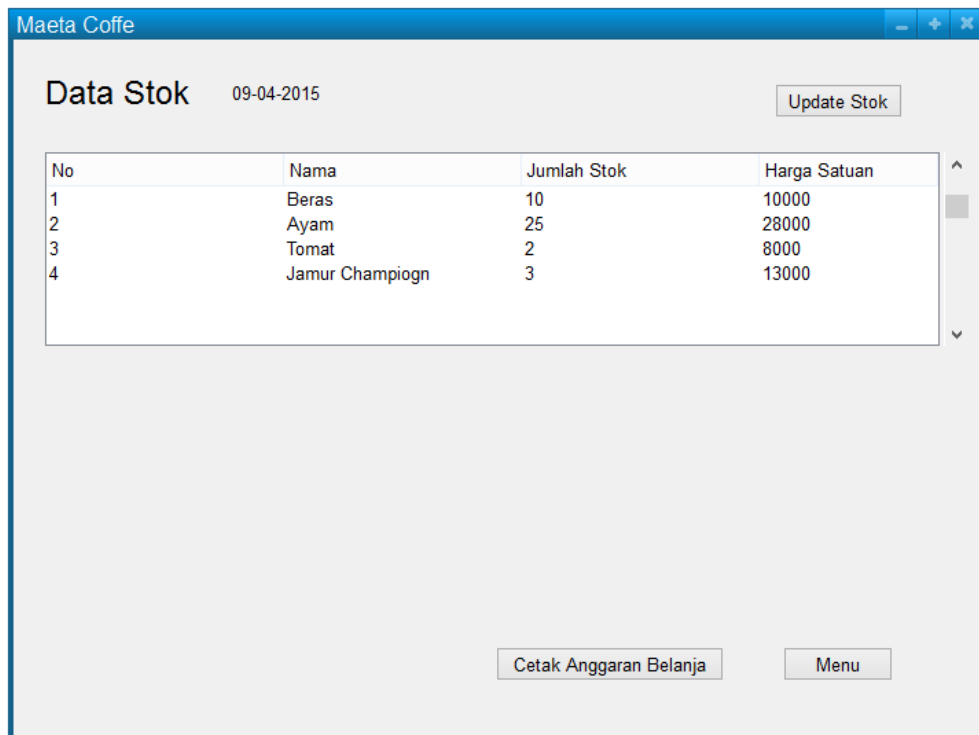 Maeta Coffe
Data Stok 09-04-2015
Update Stok
No Nama Jumlah Stok Harga Satuan
1 Beras 10 10000
2 Ayam 25 28000
3 Tomat 2 8000
4 Jamur Champiogn 3 13000
Cetak Anggaran Belanja Menu